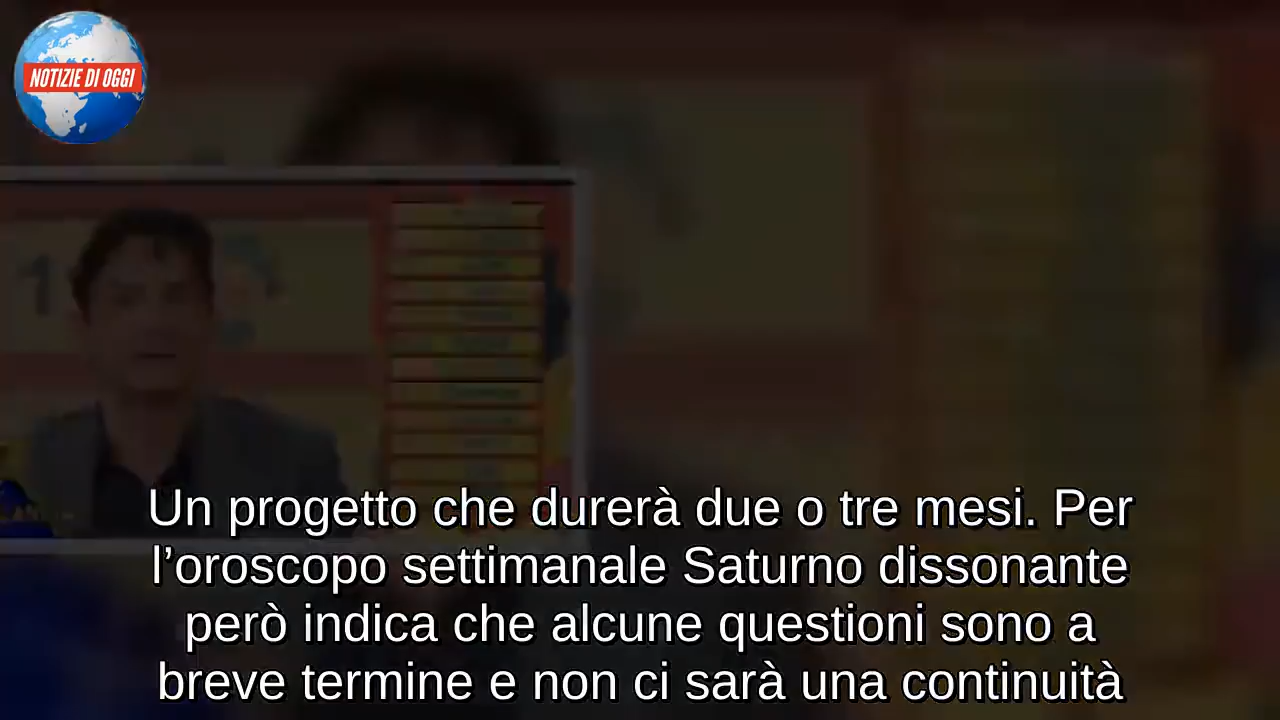 NOTIZIE DI OGGI
Un progetto che durerà due o tre mesi. Per
l’oroscopo settimanale Saturno dissonante
però indica che alcune questioni sono a
breve termine e non ci sarà una continuità